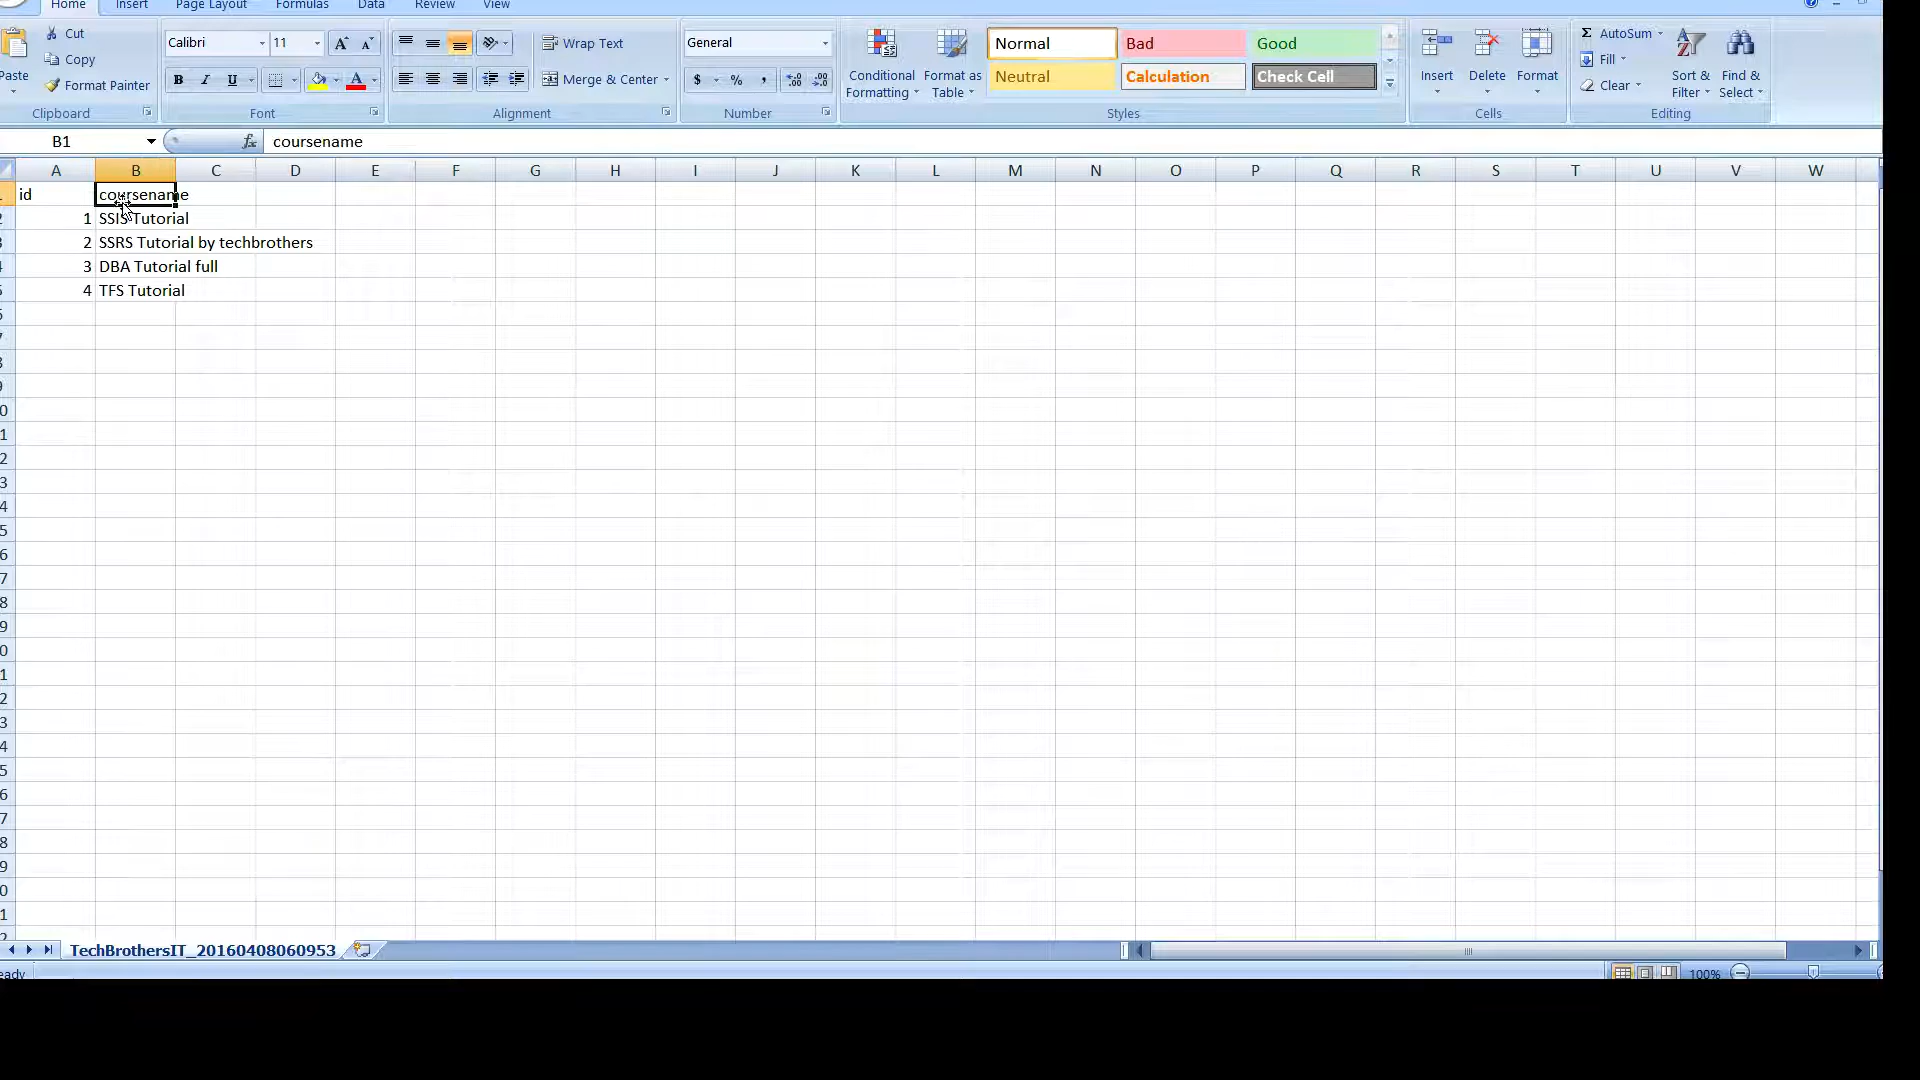 Home Insert Page Layout Formulas Data Review View
Paste Cut Copy Format Painter Clipboard
Calibri 11 A A B I U A Font
Wrap Text Merge & Center Alignment
General $ % , Number
Conditional Formatting Format as Table
Normal Bad Good
Neutral Calculation Check Cell
Styles
Insert Delete Format Cells
Σ AutoSum Fill Clear Sort & Filter Find & Select Editing
B1 fx coursename
A B C D E F G H I J K L M N O P Q R S T U V W
id coursename
1 SSIS Tutorial
2 SSRS Tutorial by techbrothers
3 DBA Tutorial full
4 TFS Tutorial
TechBrothersIT_20160408060953
100%